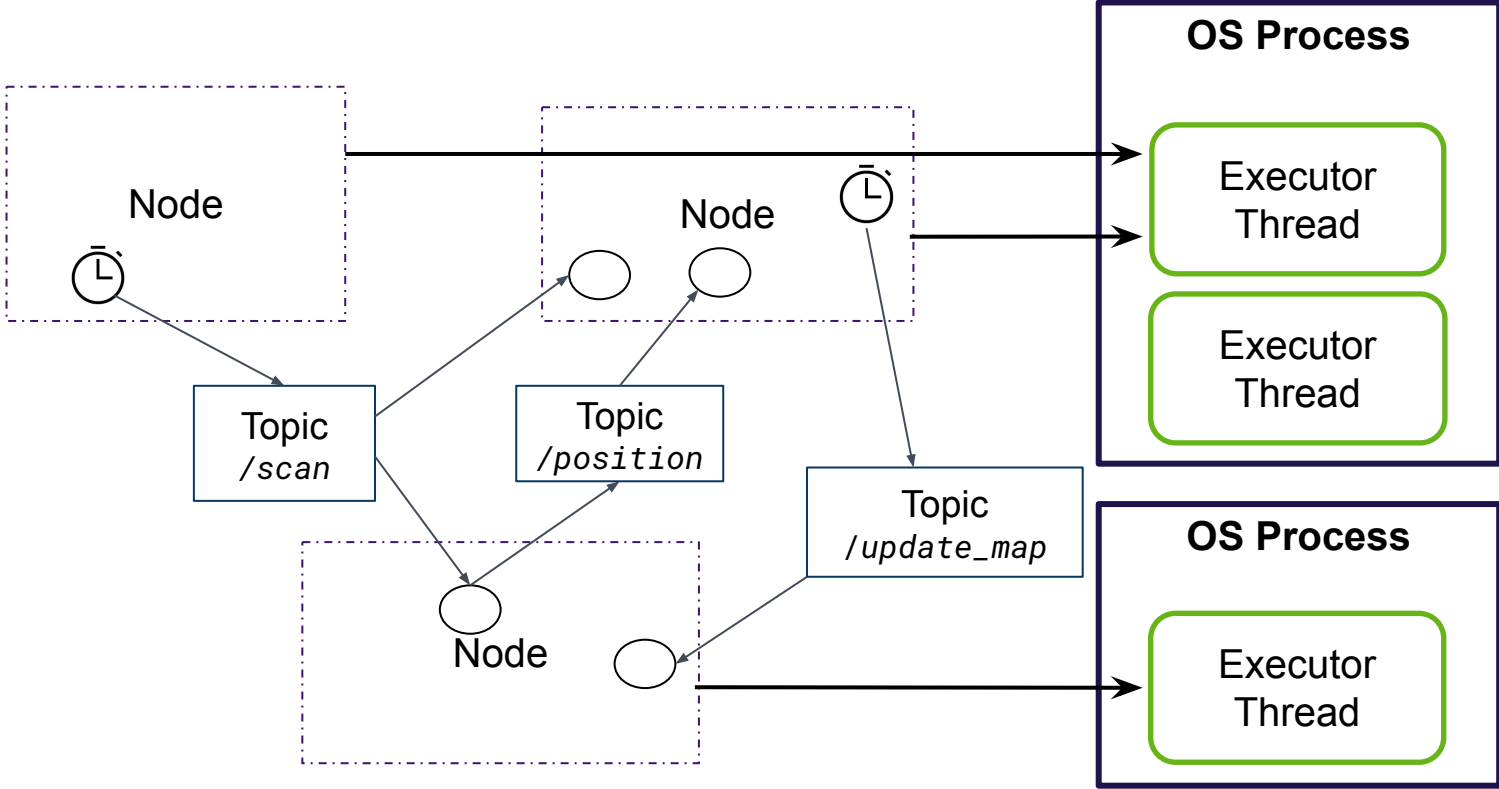 OS Process
Executor
Thread
Node
Node
Executor
Thread
Topic
/scan
Topic
/position
Topic
/update_map
OS Process
Node
Executor
Thread